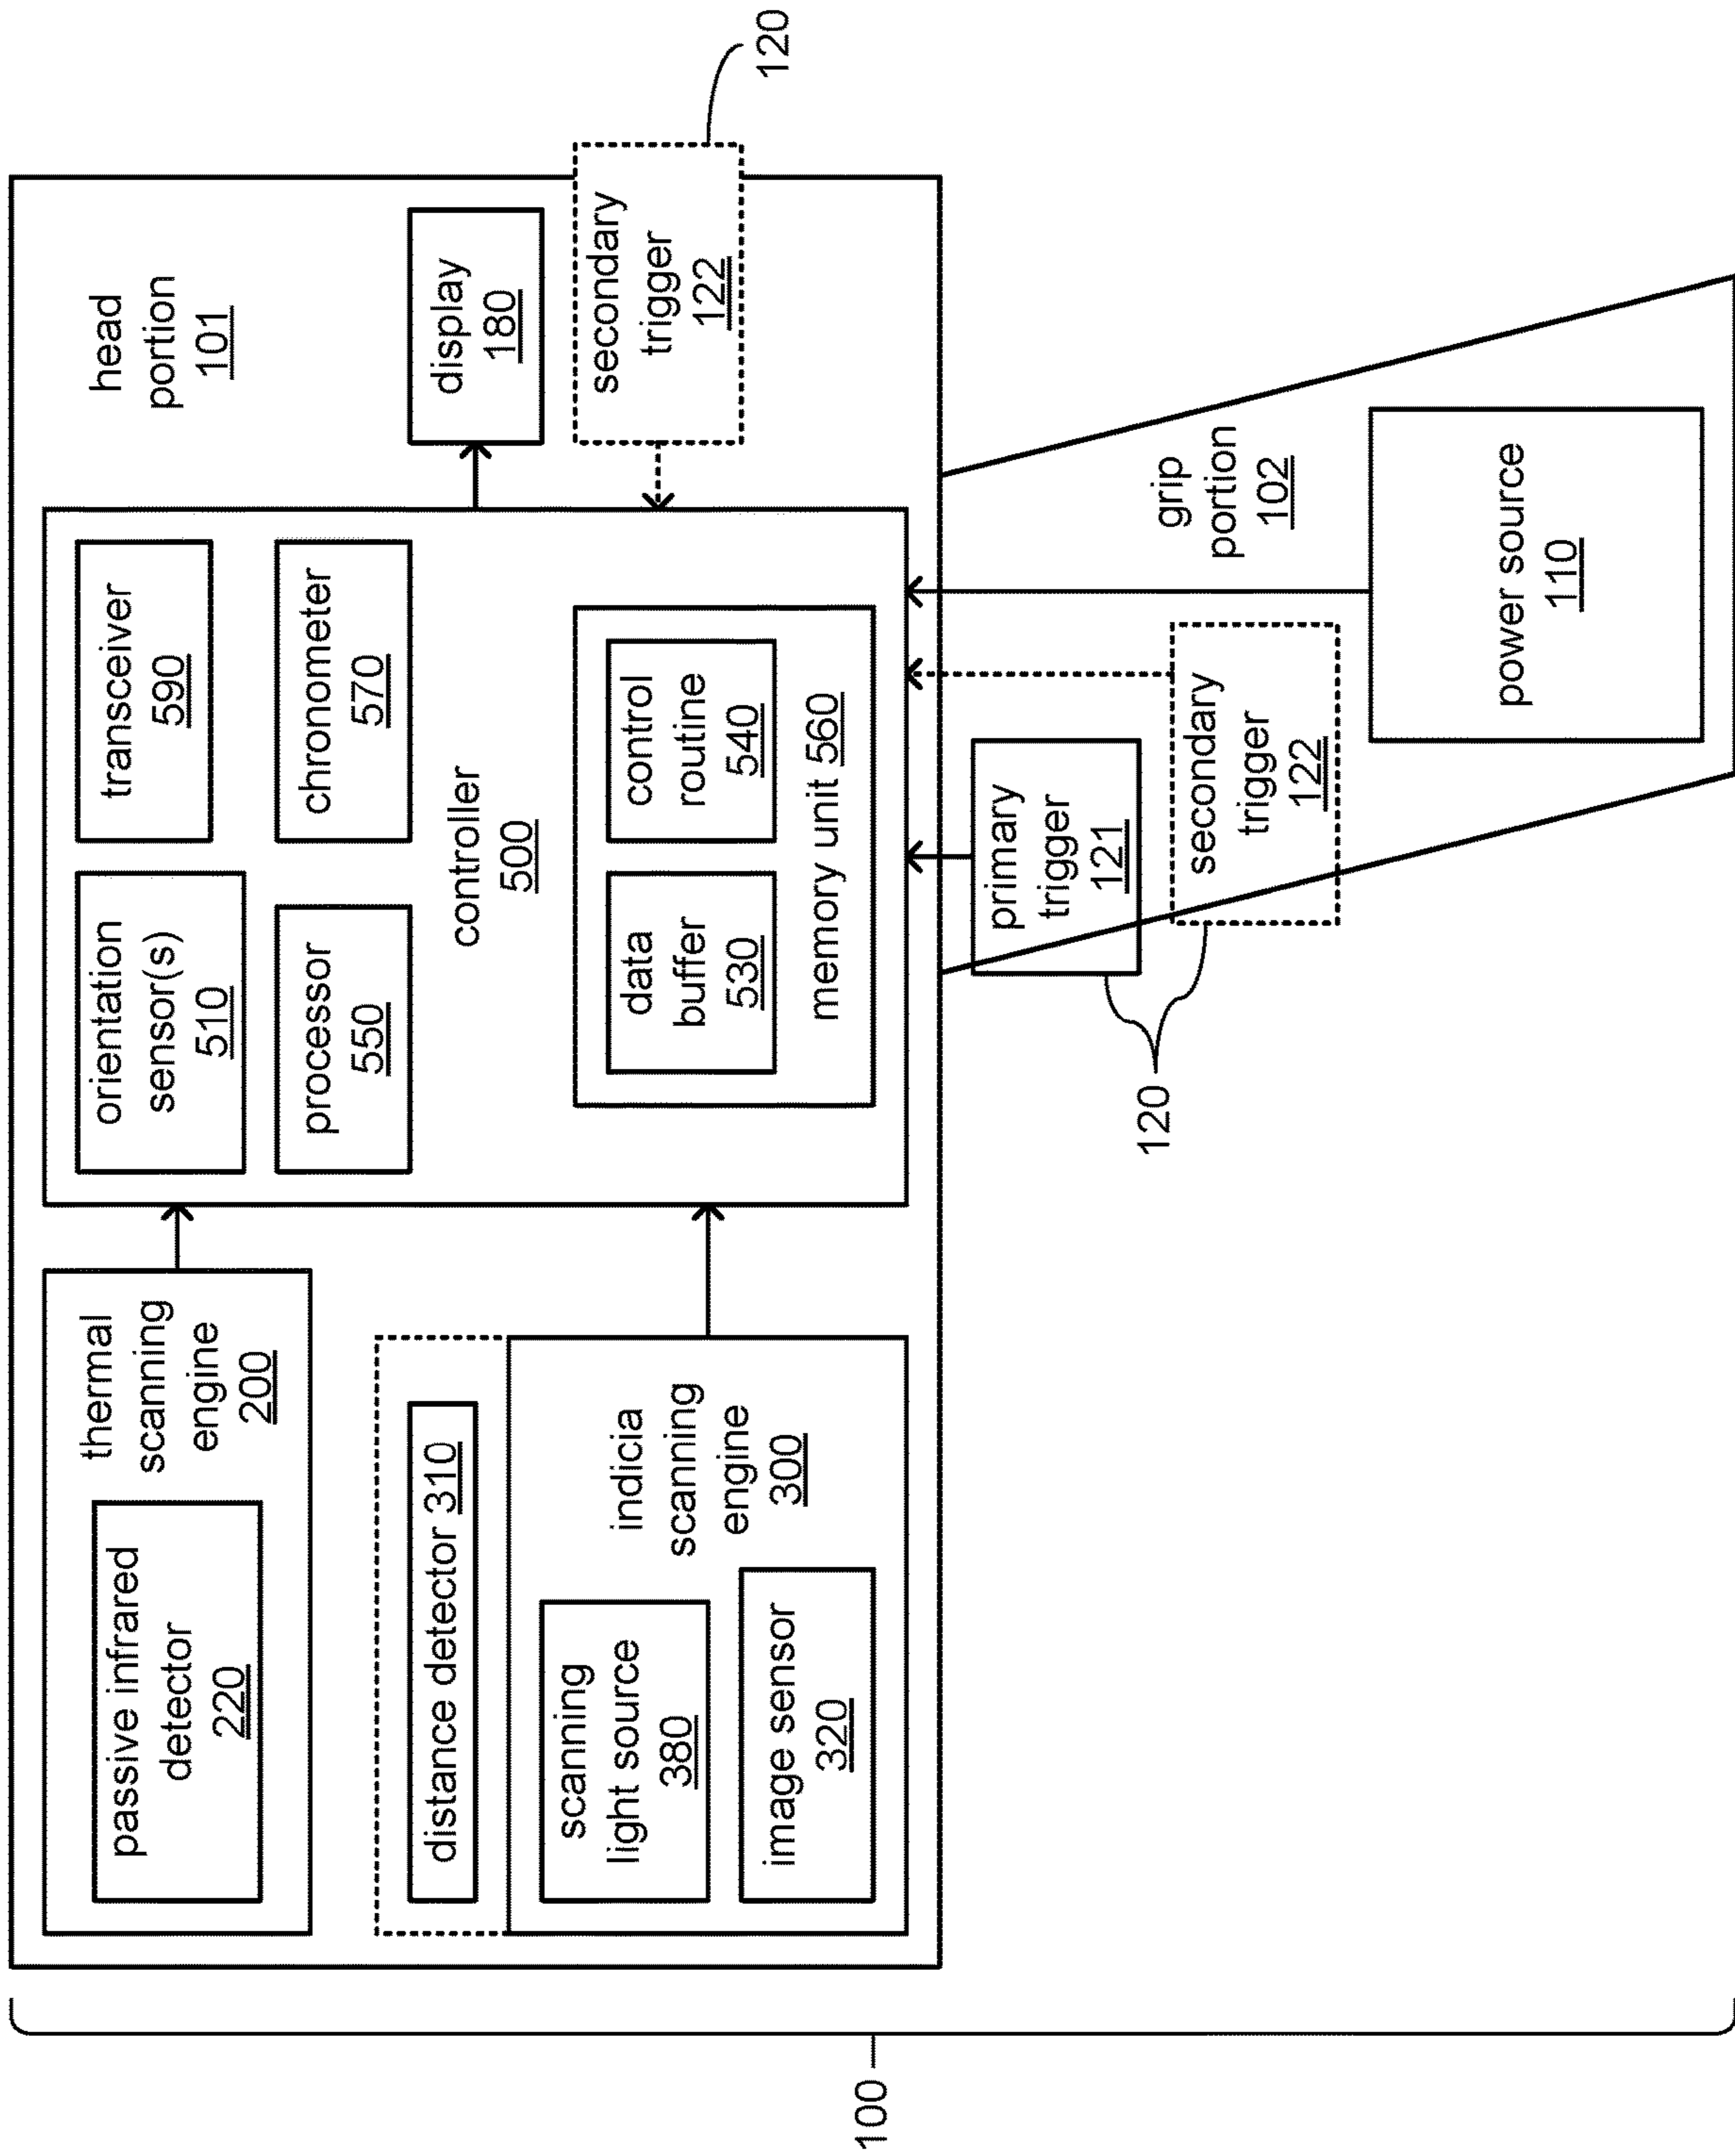 thermal
scanning
engine
200
passive infrared
detector
220
distance detector 310
indicia
scanning
engine
300
scanning
light source
380
image sensor
320
orientation
sensor(s)
510
transceiver
590
processor
550
chronometer
570
controller
500
data
buffer
530
control
routine
540
memory unit 560
head
portion
101
display
180
secondary
trigger
122
120
primary
trigger
121
secondary
trigger
122
120
grip
portion
102
power source
110
100